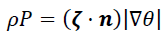 ρP = (ζ · n)|∇θ|